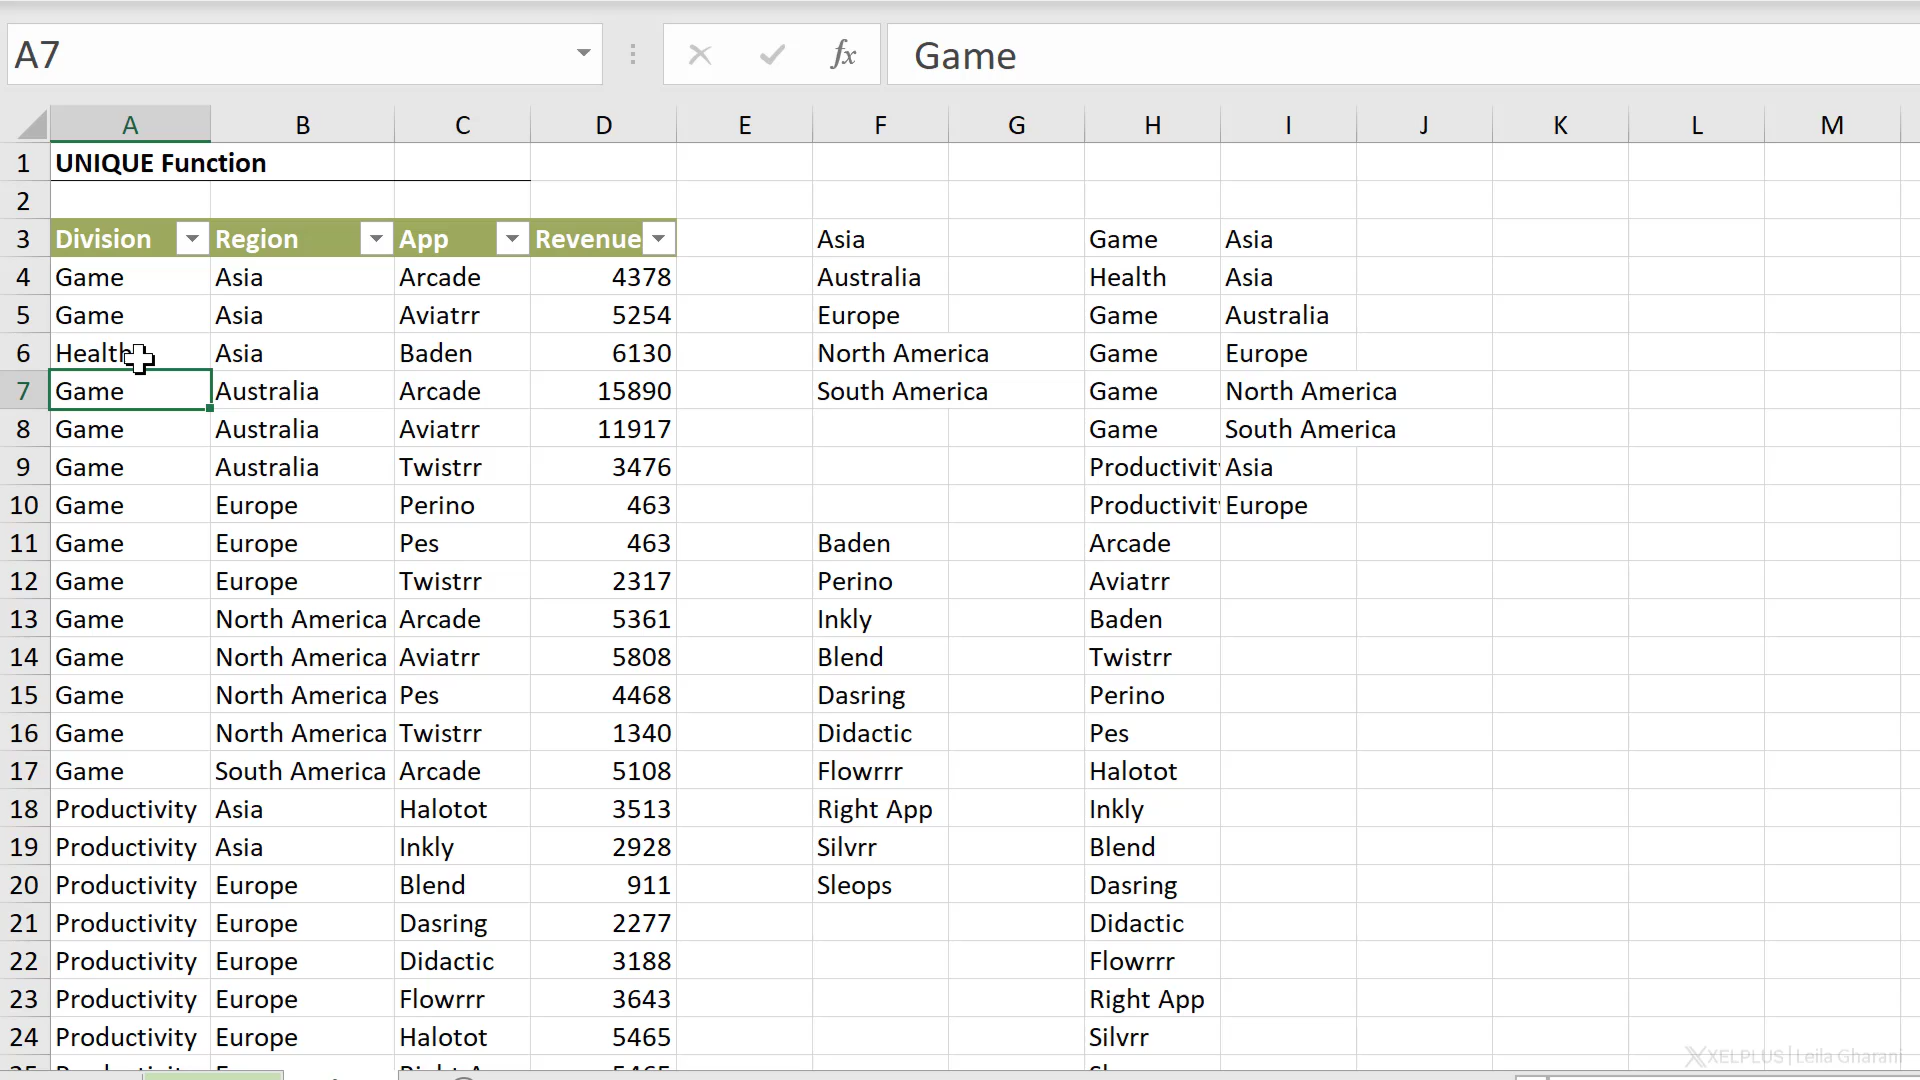 A7 fx Game
A B C D E F G H I J K L M
1 UNIQUE Function
2
3 Division Region App Revenue Asia Game Asia
4 Game Asia Arcade 4378 Australia Health Asia
5 Game Asia Aviatrr 5254 Europe Game Australia
6 Health Asia Baden 6130 North America Game Europe
7 Game Australia Arcade 15890 South America Game North America
8 Game Australia Aviatrr 11917 Game South America
9 Game Australia Twistrr 3476 Productivity Asia
10 Game Europe Perino 463 Productivity Europe
11 Game Europe Pes 463 Baden Arcade
12 Game Europe Twistrr 2317 Perino Aviatrr
13 Game North America Arcade 5361 Inkly Baden
14 Game North America Aviatrr 5808 Blend Twistrr
15 Game North America Pes 4468 Dasring Perino
16 Game North America Twistrr 1340 Didactic Pes
17 Game South America Arcade 5108 Flowrrr Halotot
18 Productivity Asia Halotot 3513 Right App Inkly
19 Productivity Asia Inkly 2928 Silvrr Blend
20 Productivity Europe Blend 911 Sleops Dasring
21 Productivity Europe Dasring 2277 Didactic
22 Productivity Europe Didactic 3188 Flowrrr
23 Productivity Europe Flowrrr 3643 Right App
24 Productivity Europe Halotot 5465 Silvrr
XELPLUS | Leila Gharani